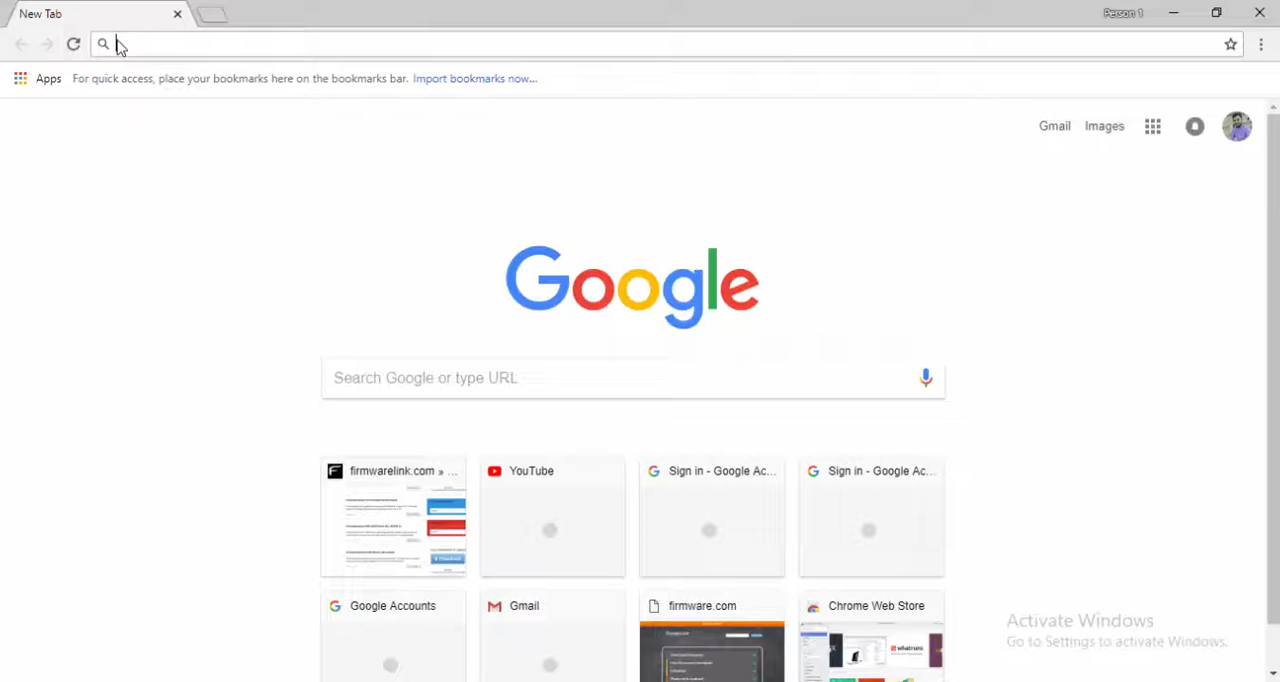 New Tab
Person 1
Apps For quick access, place your bookmarks here on the bookmarks bar. Import bookmarks now...
Gmail Images
Google
Search Google or type URL
firmwarelink.com » ...
YouTube
Sign in - Google Ac...
Sign in - Google Ac...
Google Accounts
Gmail
firmware.com
Chrome Web Store
whatruns
Activate Windows
Go to Settings to activate Windows.